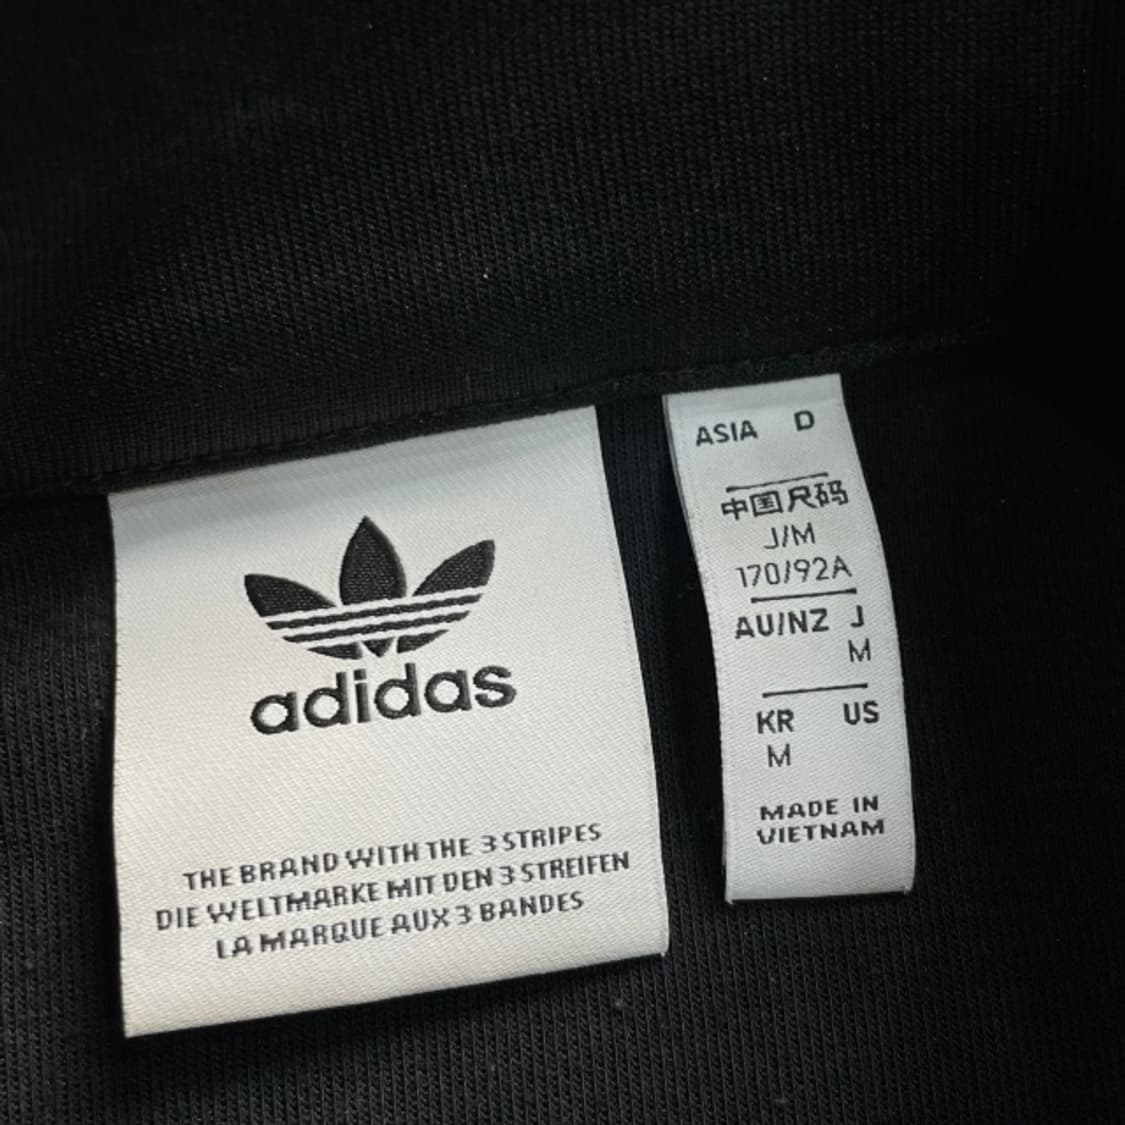 adidas
THE BRAND WITH THE 3 STRIPES
DIE WELTMARKE MIT DEN 3 STREIFEN
LA MARQUE AUX 3 BANDES
ASIA D
中国尺码
J/M
170/92A
AU/NZ J
M
KR US
M
MADE IN
VIETNAM